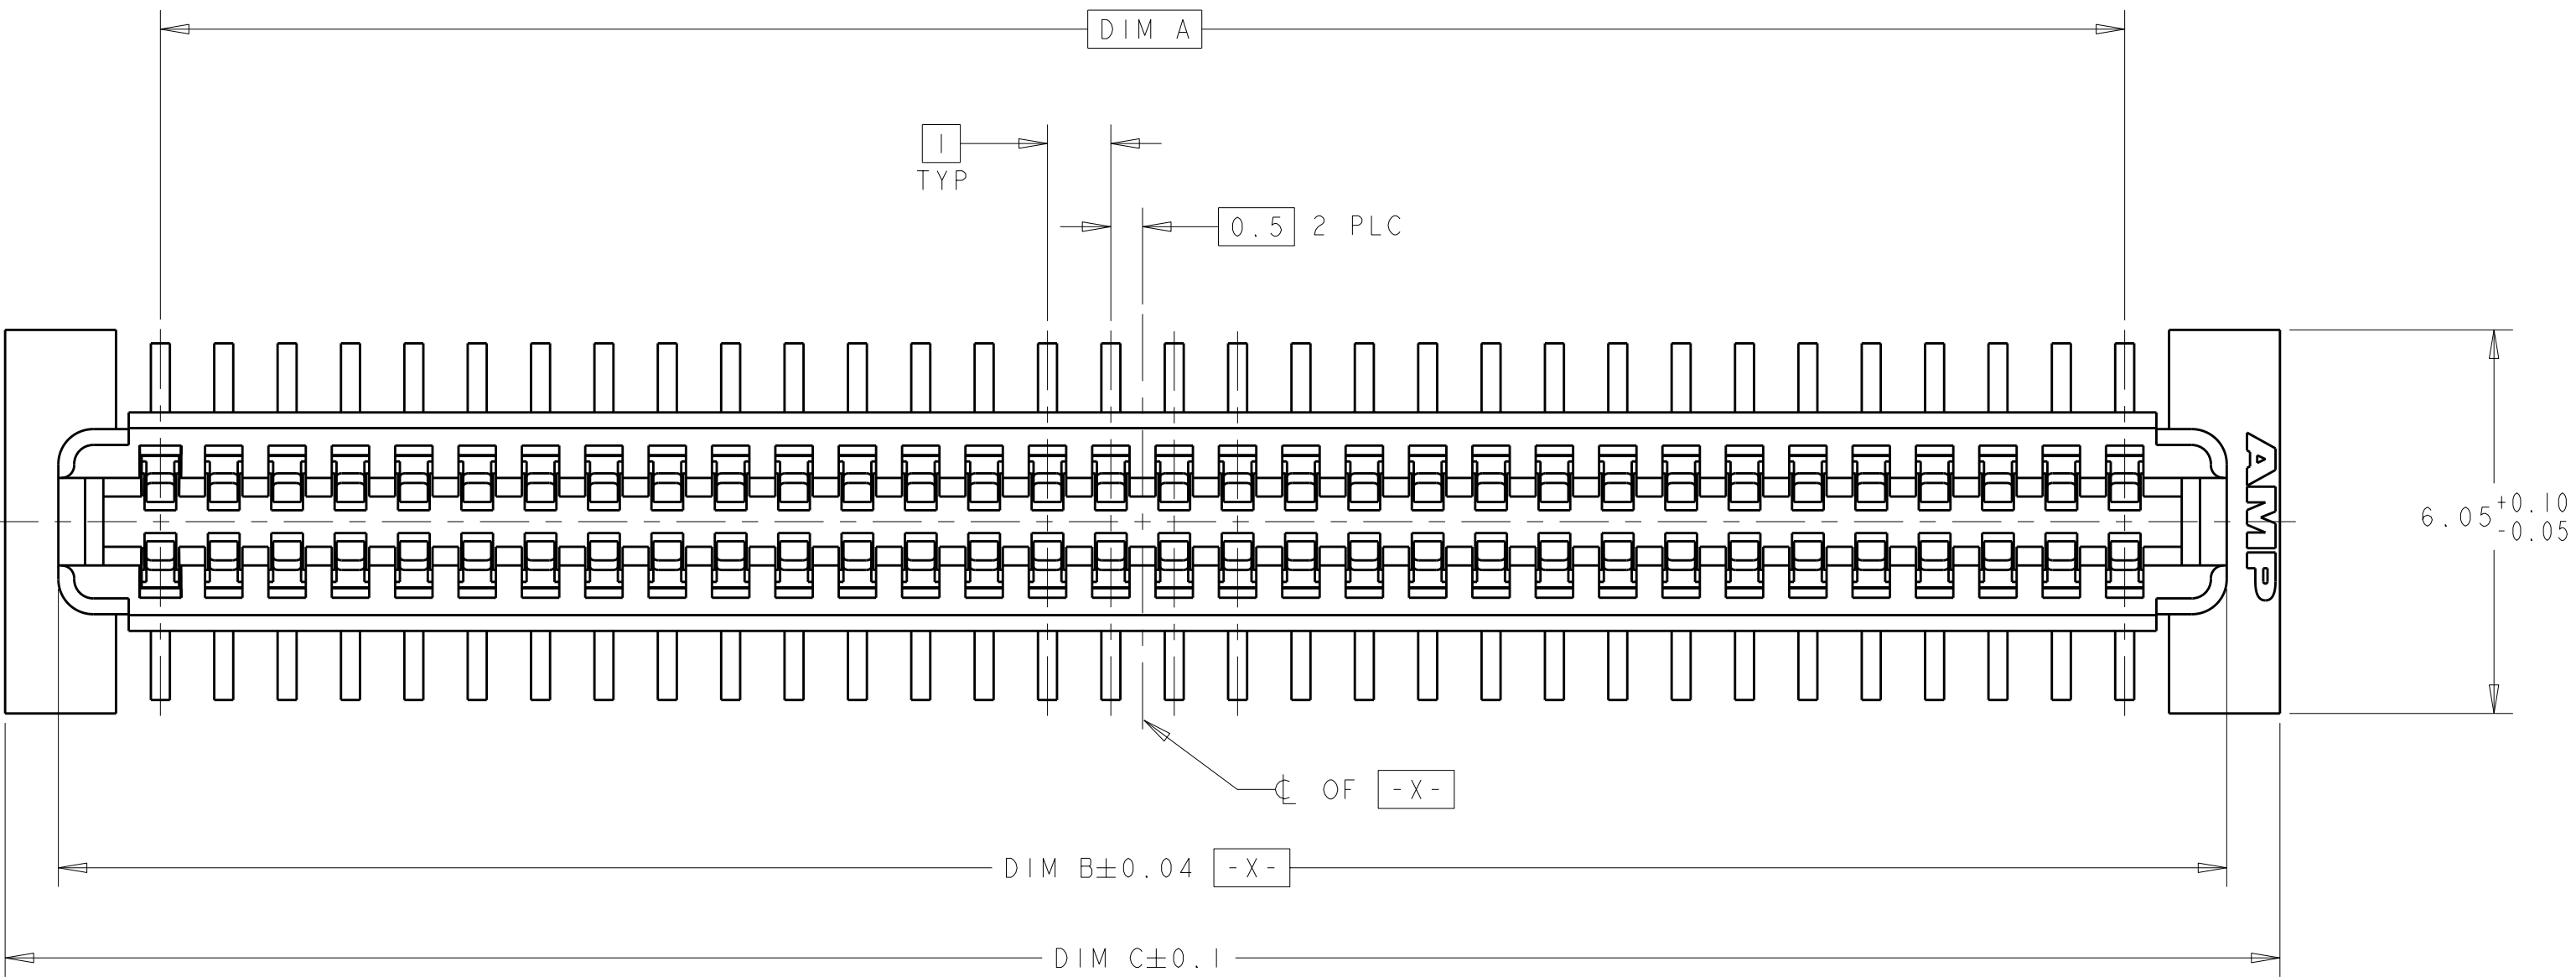 DIM A
1
TYP
0.5 2 PLC
AMP
6.05 +0.10
-0.05
℄ OF -X-
DIM B±0.04 -X-
DIM C±0.1